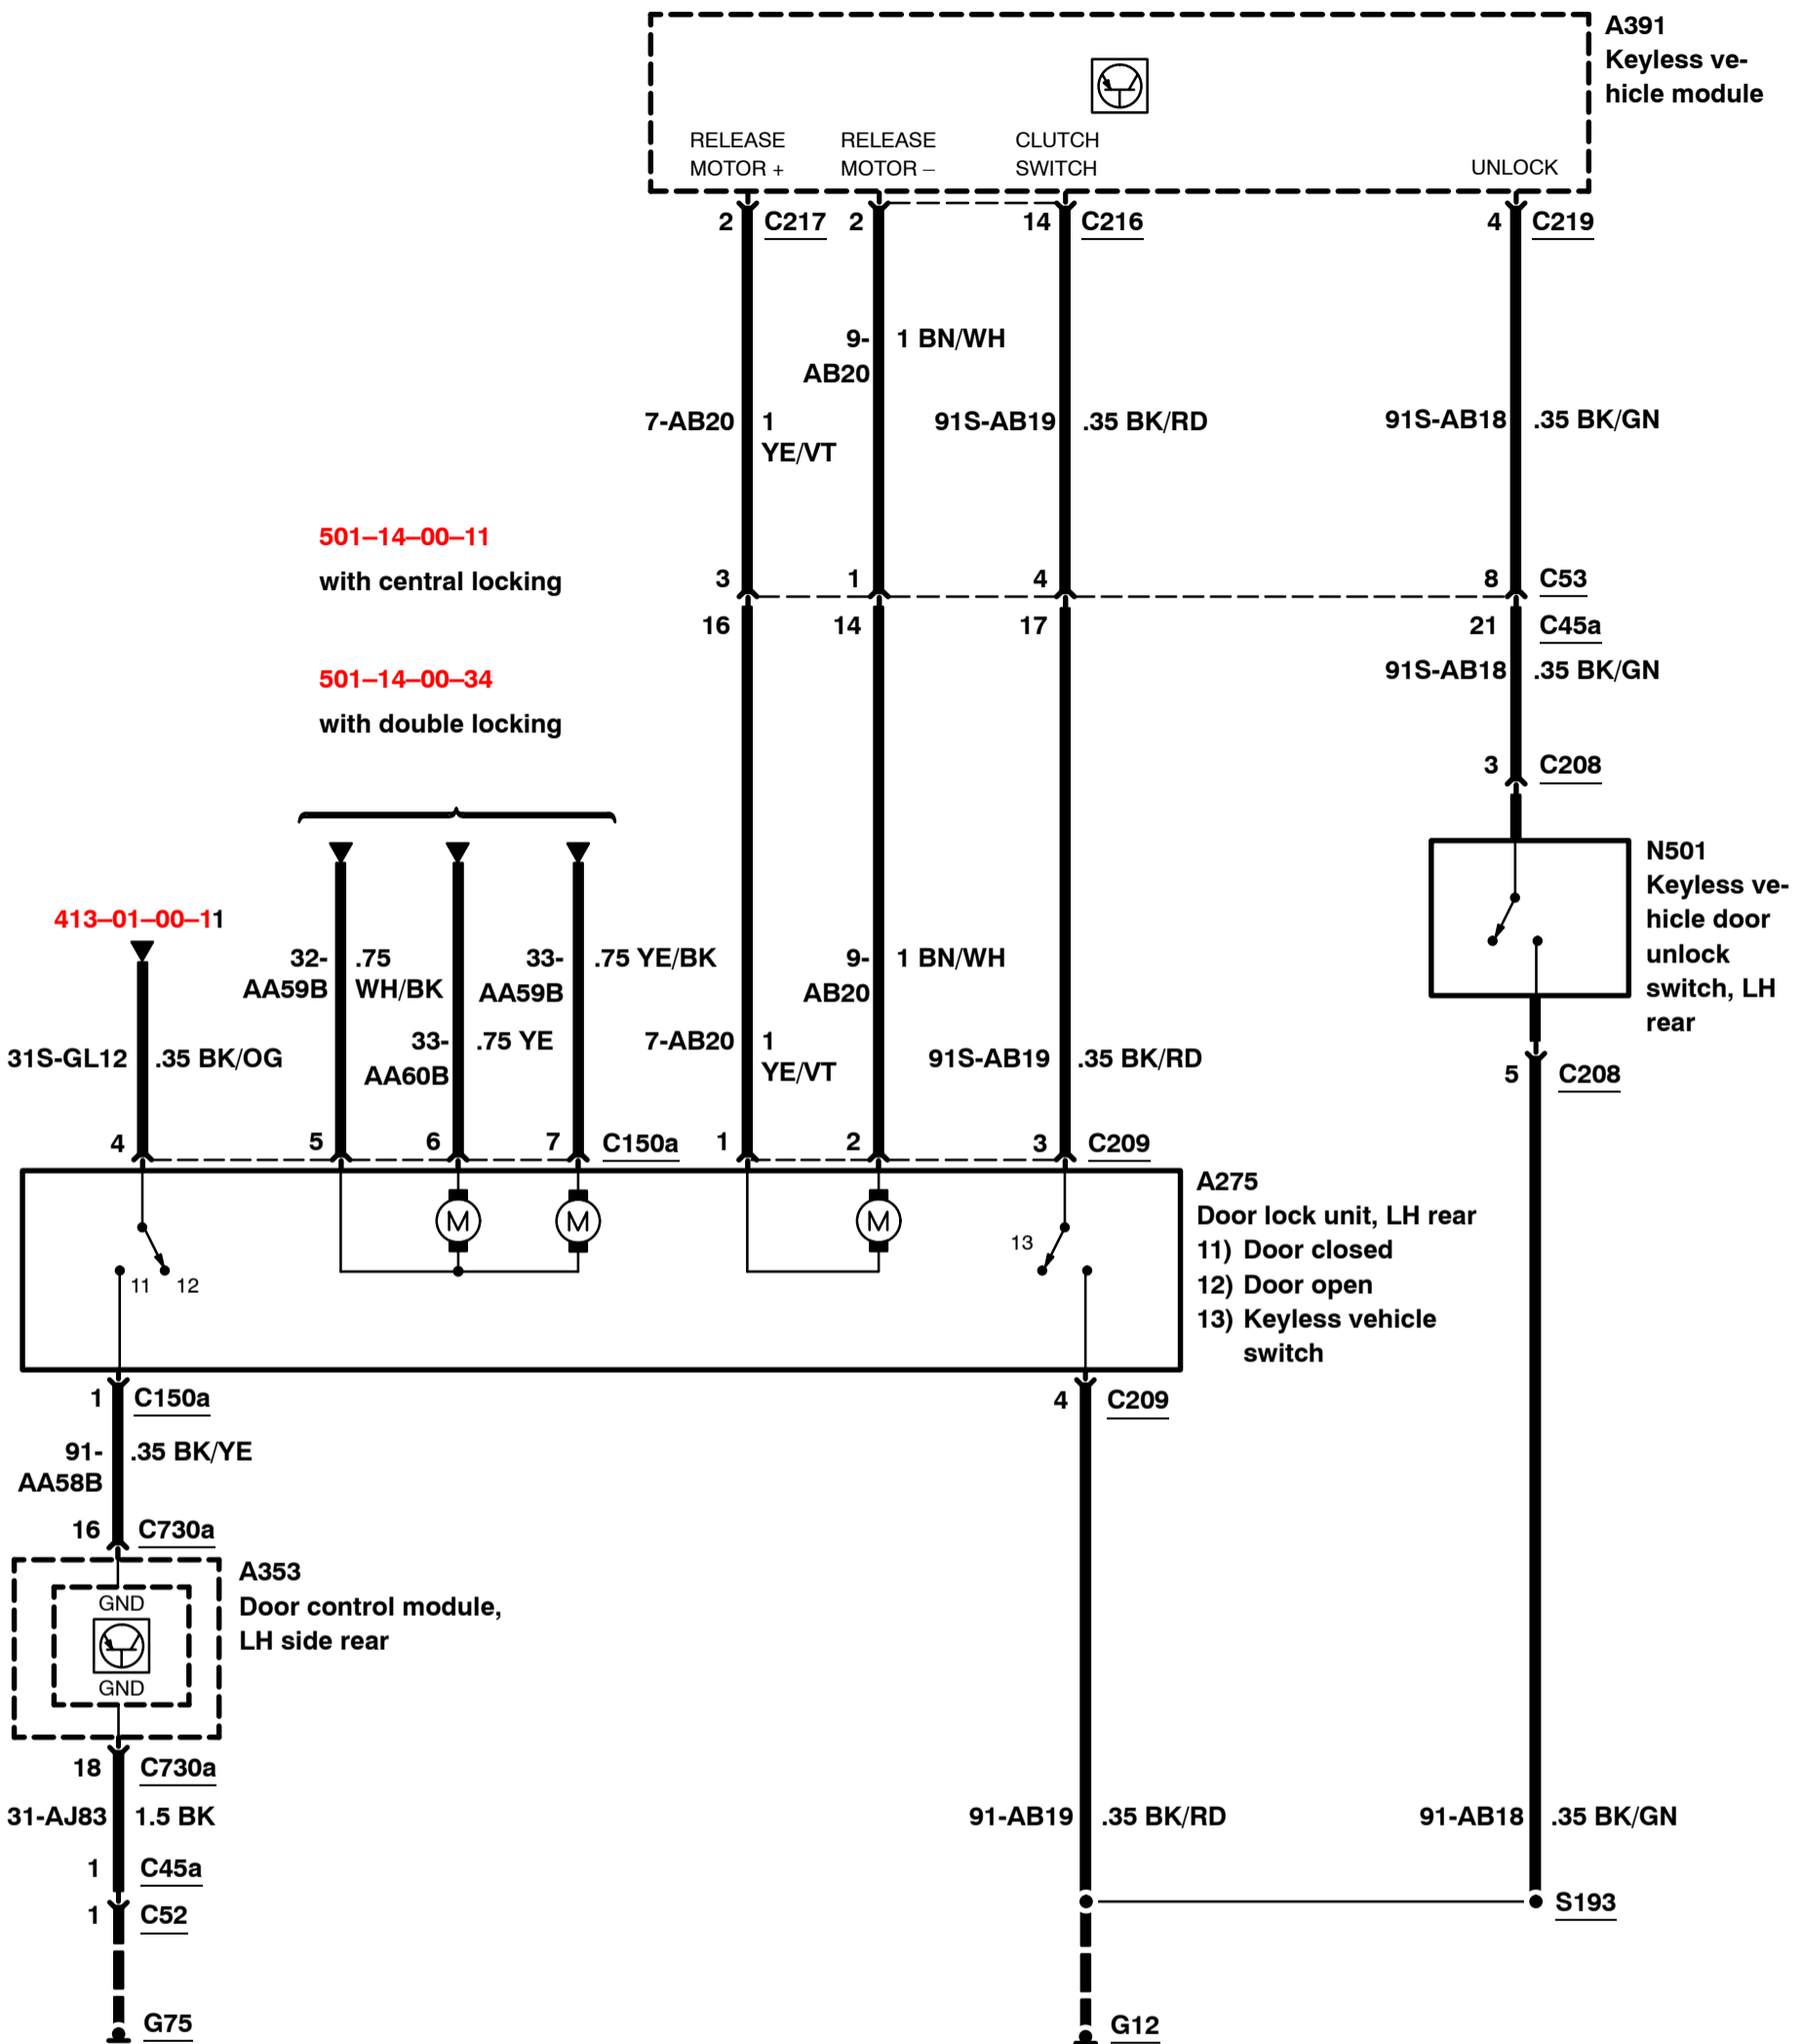 A391
Keyless ve-
hicle module
RELEASE
MOTOR +
RELEASE
MOTOR –
CLUTCH
SWITCH
UNLOCK
2 C217
2
14 C216
4 C219
9-
AB20
1 BN/WH
7-AB20
1
YE/VT
91S-AB19 .35 BK/RD
91S-AB18 .35 BK/GN
501–14–00–11
with central locking
3 1 4 8 C53
16 14 17 21 C45a
91S-AB18 .35 BK/GN
501–14–00–34
with double locking
3 C208
N501
Keyless ve-
hicle door
unlock
switch, LH
rear
413–01–00–11
32-
AA59B
.75
WH/BK
33-
AA59B
.75 YE/BK
9-
AB20
1 BN/WH
31S-GL12 .35 BK/OG
33-
AA60B
.75 YE
7-AB20
1
YE/VT
91S-AB19 .35 BK/RD
5 C208
4 5 6 7 C150a 1 2 3 C209
M M M
13
11 12
A275
Door lock unit, LH rear
11) Door closed
12) Door open
13) Keyless vehicle
switch
1 C150a
4 C209
91-
AA58B
.35 BK/YE
16 C730a
A353
Door control module,
LH side rear
GND
GND
18 C730a
31-AJ83 1.5 BK
91-AB19 .35 BK/RD
91-AB18 .35 BK/GN
1 C45a
1 C52
S193
G75
G12